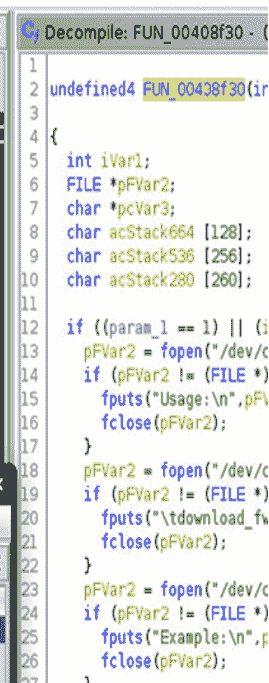 Cf Decompile: FUN_00408f30 - (
1
2 undefined4 FUN_00408f30(in
3
4 {
5 int iVar1;
6 FILE *pFVar2;
7 char *pcVar3;
8 char acStack664 [128];
9 char acStack536 [256];
10 char acStack280 [260];
11
12 if ((param_1 == 1) || (i
13 pFVar2 = fopen("/dev/c
14 if (pFVar2 != (FILE *)
15 fputs("Usage:\n",pFV
16 fclose(pFVar2);
17 }
18 pFVar2 = fopen("/dev/c
19 if (pFVar2 != (FILE *)
20 fputs("\tdownload_fw
21 fclose(pFVar2);
22 }
23 pFVar2 = fopen("/dev/c
24 if (pFVar2 != (FILE *)
25 fputs("Example:\n",p
26 fclose(pFVar2);
27 }